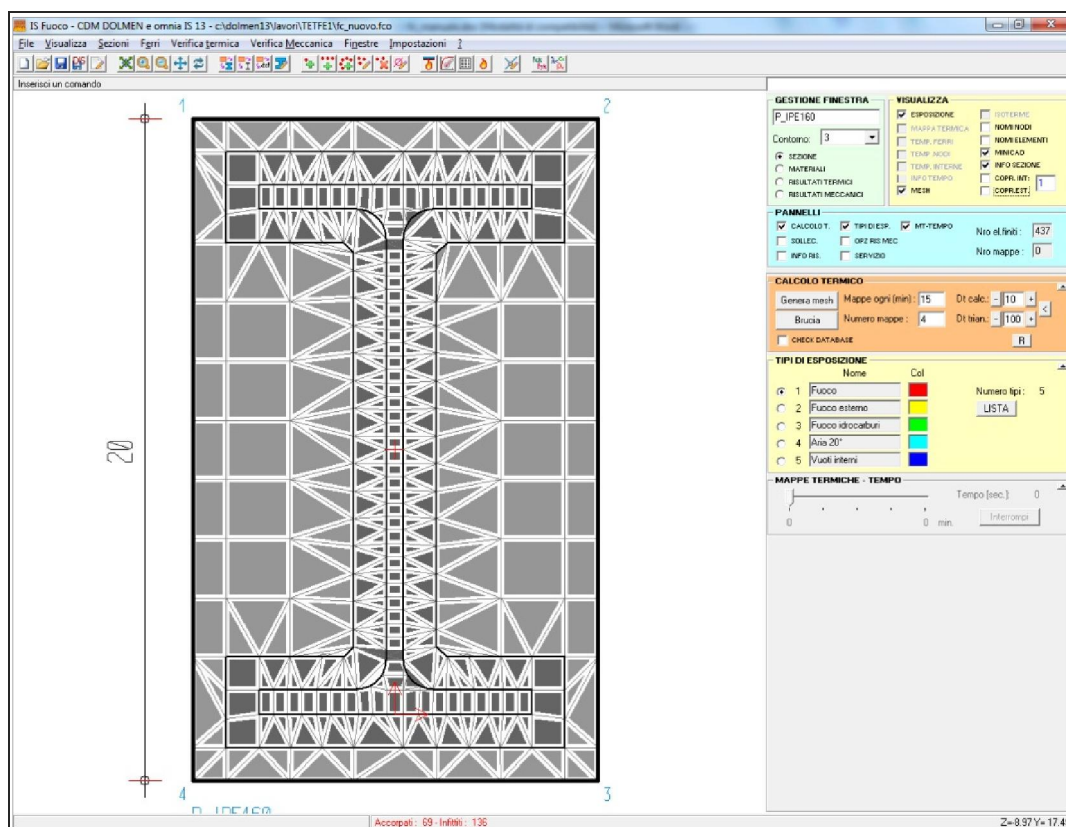 IS Fuoco - CDM DOLMEN e omnia IS 13 - c:\dolmen13\lavori\TETFE1\fc_nuovo.fco
File Visualizza Sezioni Ferri Verifica termica Verifica Meccanica Finestre Impostazioni ?
Inserisci un comando
1
2
20
4
3
P_IPE160
GESTIONE FINESTRA
P_IPE160
Contorno: 3
SEZIONE
MATERIALI
RISULTATI TERMICI
RISULTATI MECCANICI
VISUALIZZA
ESPOSIZIONE
MAPPA TERMICA
TEMP. FERRI
TEMP. NODI
TEMP. INTERNE
INFO TEMPO
MESH
ISOTERME
NOMI NODI
NOMI ELEMENTI
MINICAD
INFO SEZIONE
COPR. INT: 1
COPR.EST.
PANNELLI
CALCOLO T. TIPI DI ESP. MT-TEMPO
SOLLEC. OPZ RIS MEC
INFO RIS. SERVIZIO
Nro el.finiti : 437
Nro mappe : 0
CALCOLO TERMICO
Genera mesh Mappe ogni (min) : 15 Dt calc.: - 10 + <
Brucia Numero mappe : 4 Dt trian.: - 100 +
CHECK DATABASE R
TIPI DI ESPOSIZIONE
Nome Col
1 Fuoco Numero tipi : 5
2 Fuoco esterno LISTA
3 Fuoco idrocarburi
4 Aria 20°
5 Vuoti interni
MAPPE TERMICHE - TEMPO
Tempo (sec.) 0
0 0 min. Interrompi
Accorpati : 69 - Infittiti : 136